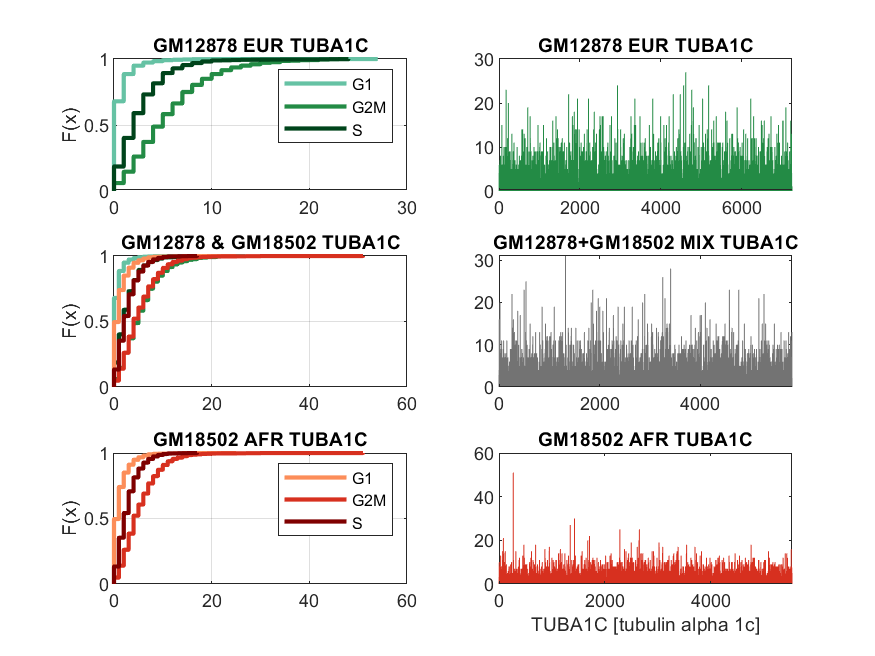 GM12878 EUR TUBA1C
1
0.5
0
F(x)
0 10 20 30
G1
G2M
S
GM12878 EUR TUBA1C
30
20
10
0
0 2000 4000 6000
GM12878 & GM18502 TUBA1C
1
0.5
0
F(x)
0 20 40 60
GM12878+GM18502 MIX TUBA1C
30
20
10
0
0 2000 4000
GM18502 AFR TUBA1C
1
0.5
0
F(x)
0 20 40 60
G1
G2M
S
GM18502 AFR TUBA1C
60
40
20
0
0 2000 4000
TUBA1C [tubulin alpha 1c]